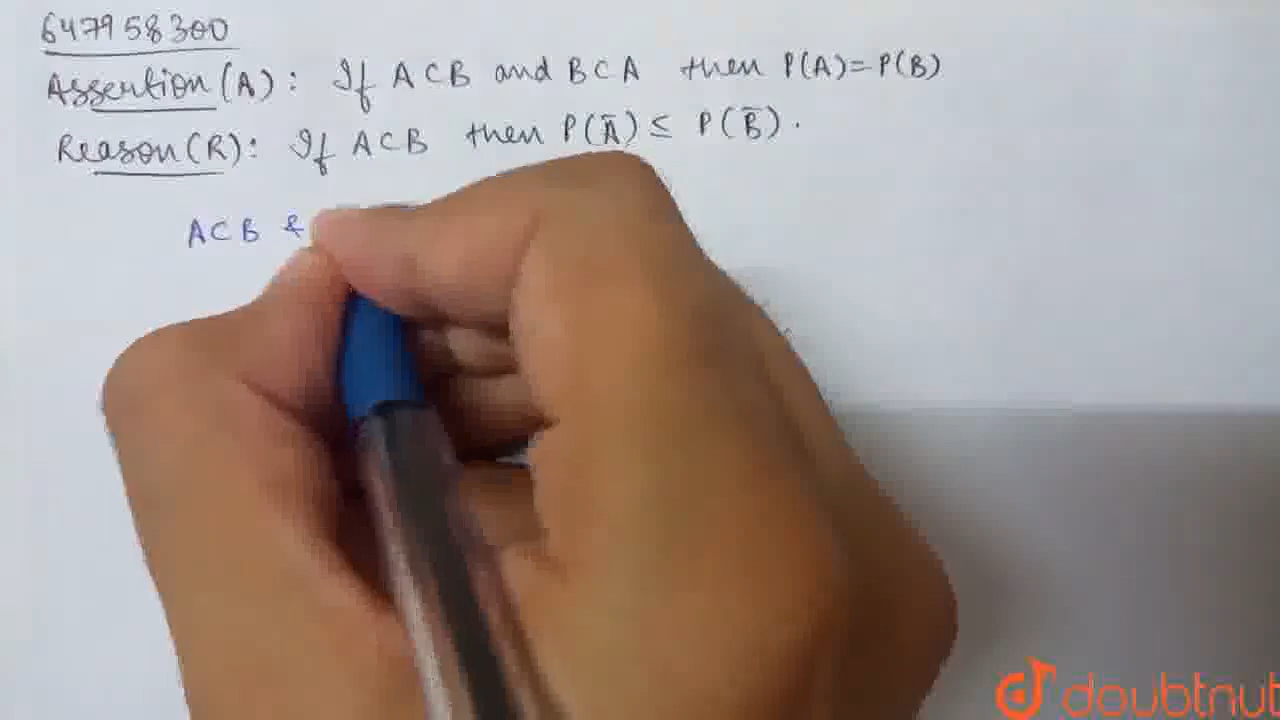 647958300
Assertion (A): If A⊂B and B⊂A then P(A)=P(B)
Reason(R): If A⊂B then P(Ā) ≤ P(B̄).
A⊂B &
doubtnut